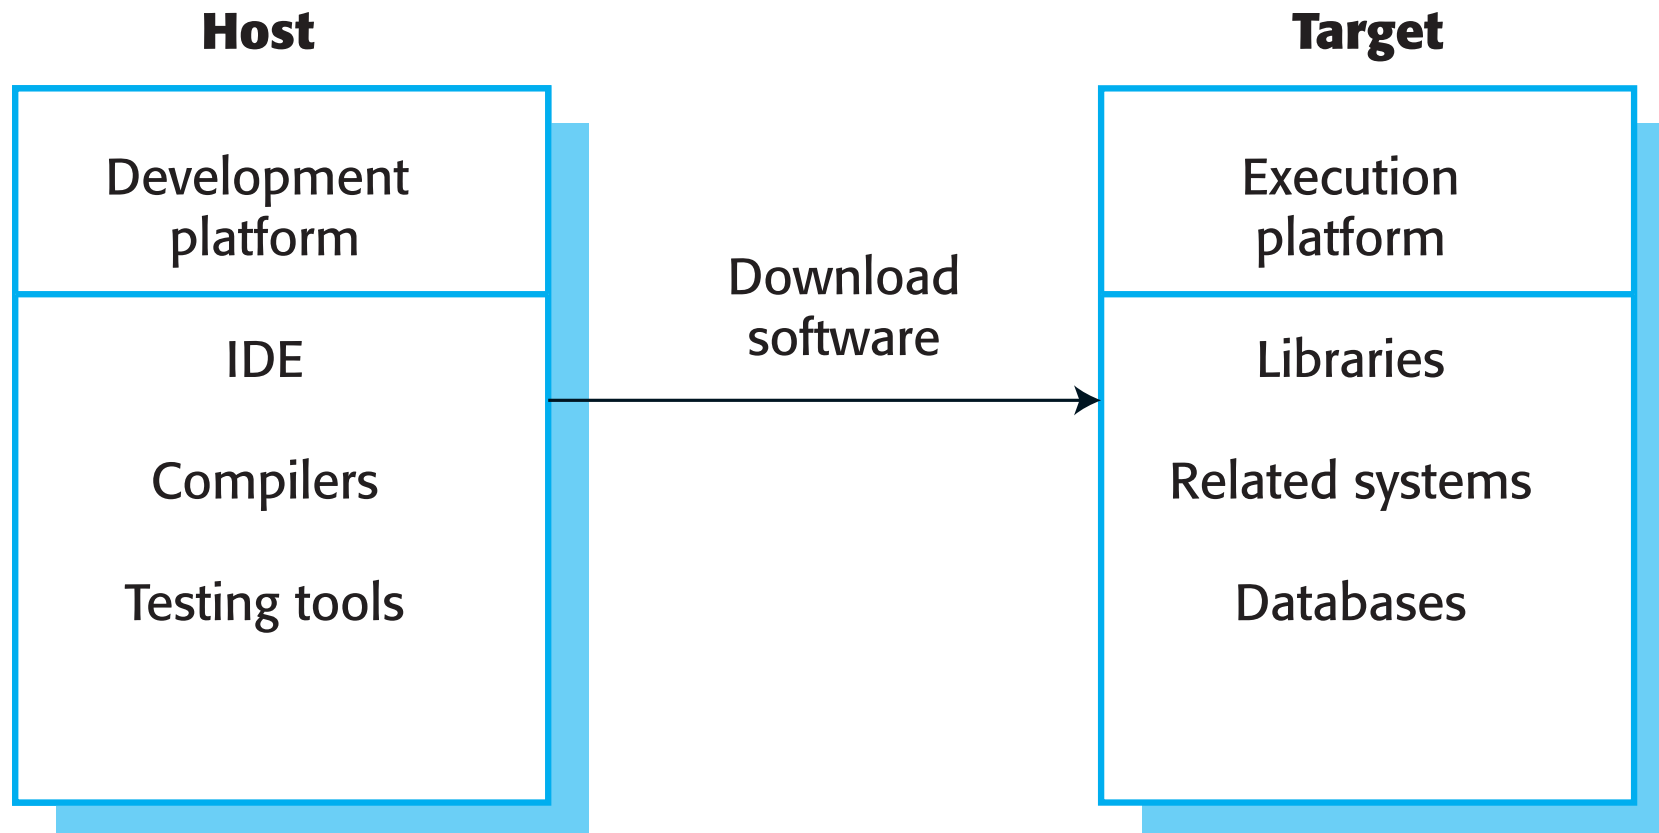 Host
Development
platform
IDE
Compilers
Testing tools
Download
software
Target
Execution
platform
Libraries
Related systems
Databases